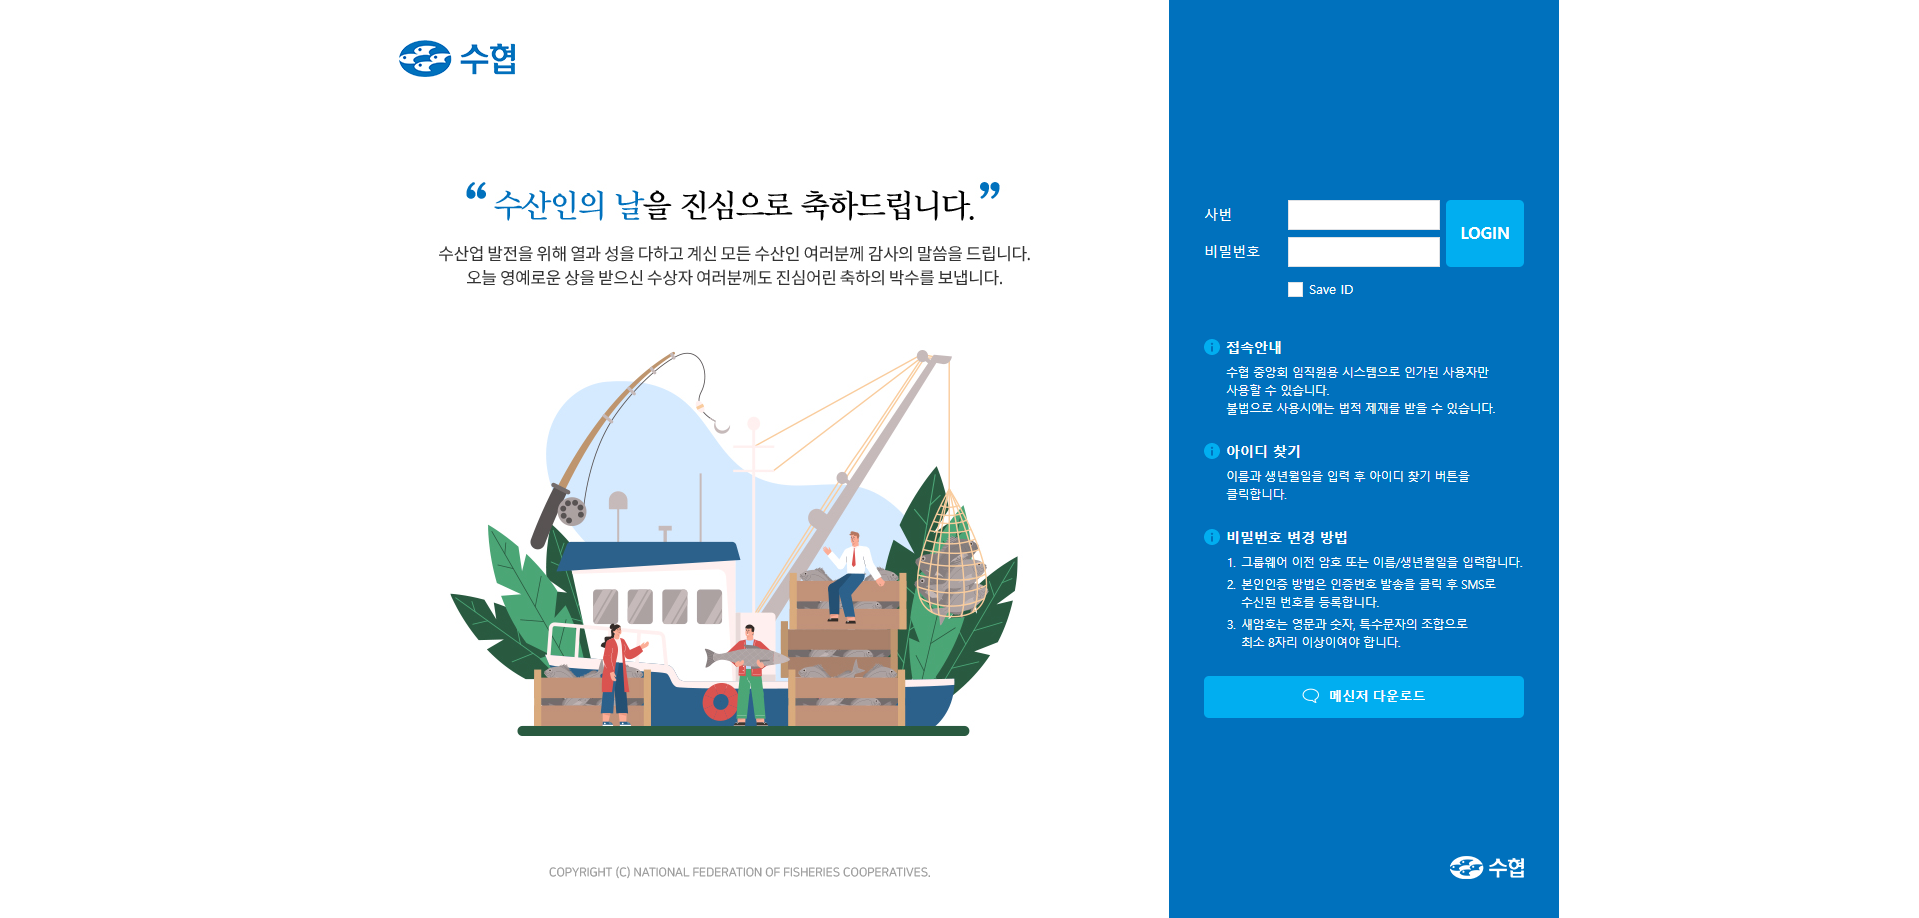 수협
“수산인의 날을 진심으로 축하드립니다.”
수산업 발전을 위해 열과 성을 다하고 계신 모든 수산인 여러분께 감사의 말씀을 드립니다.
오늘 영예로운 상을 받으신 수상자 여러분께도 진심어린 축하의 박수를 보냅니다.
COPYRIGHT (C) NATIONAL FEDERATION OF FISHERIES COOPERATIVES.
사번
비밀번호
LOGIN
Save ID
접속안내
수협 중앙회 임직원용 시스템으로 인가된 사용자만
사용할 수 있습니다.
불법으로 사용시에는 법적 제재를 받을 수 있습니다.
아이디 찾기
이름과 생년월일을 입력 후 아이디 찾기 버튼을
클릭합니다.
비밀번호 변경 방법
1. 그룹웨어 이전 암호 또는 이름/생년월일을 입력합니다.
2. 본인인증 방법은 인증번호 발송을 클릭 후 SMS로
수신된 번호를 등록합니다.
3. 새암호는 영문과 숫자, 특수문자의 조합으로
최소 8자리 이상이여야 합니다.
메신저 다운로드
수협